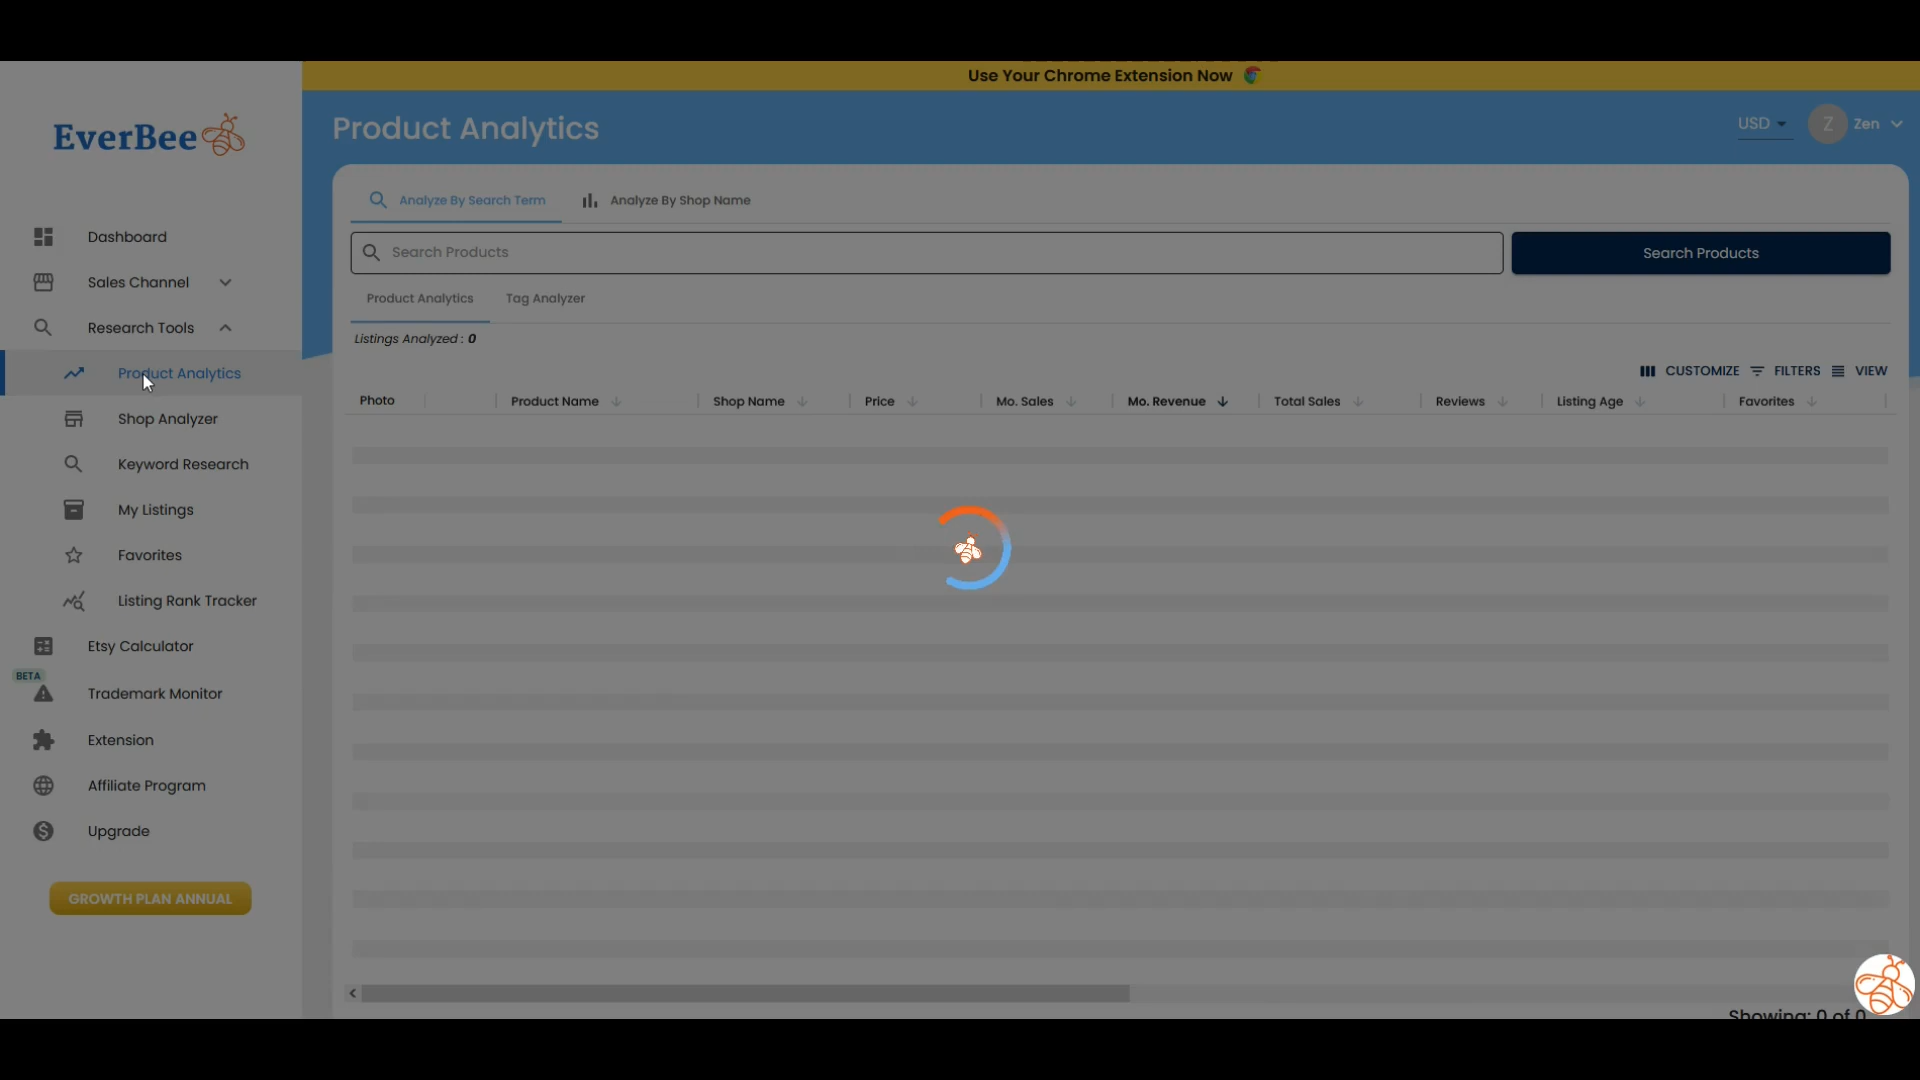 Use Your Chrome Extension Now
EverBee
Product Analytics
USD
Z
Zen
Analyze By Search Term
Analyze By Shop Name
Search Products
Search Products
Product Analytics
Tag Analyzer
Listings Analyzed : 0
CUSTOMIZE
FILTERS
VIEW
Photo
Product Name
Shop Name
Price
Mo. Sales
Mo. Revenue
Total Sales
Reviews
Listing Age
Favorites
Dashboard
Sales Channel
Research Tools
Product Analytics
Shop Analyzer
Keyword Research
My Listings
Favorites
Listing Rank Tracker
Etsy Calculator
BETA
Trademark Monitor
Extension
Affiliate Program
Upgrade
GROWTH PLAN ANNUAL
Showing: 0 of 0